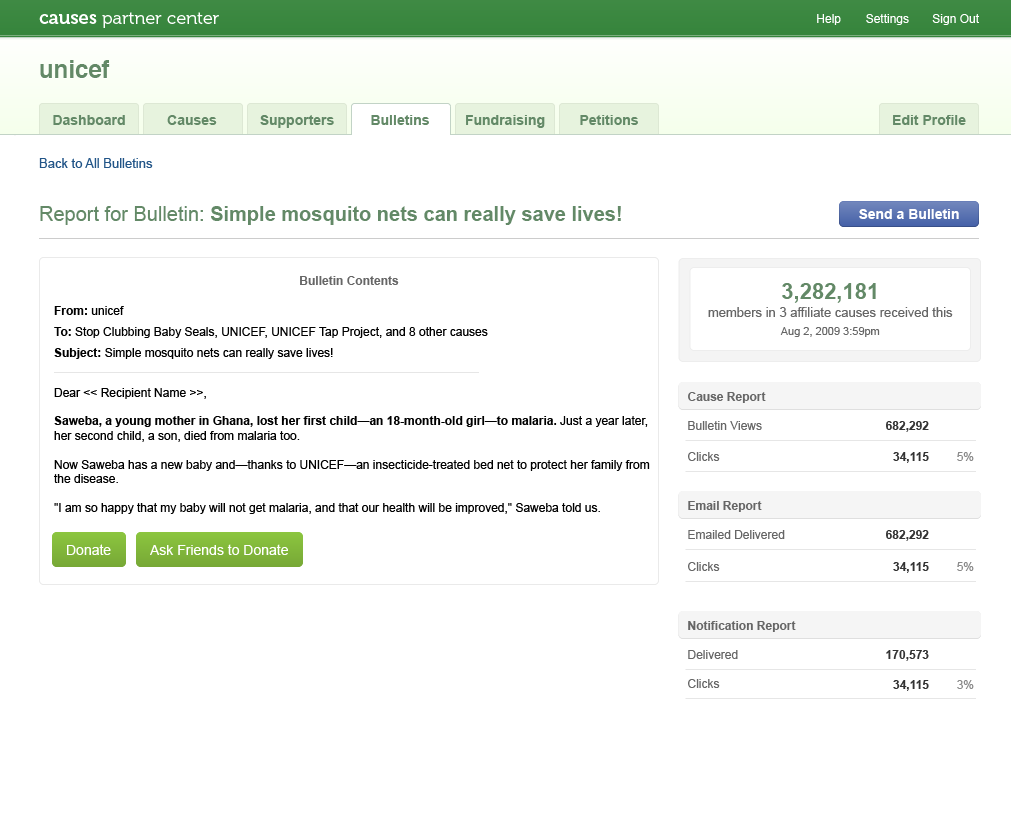 causes partner center
Help Settings Sign Out
unicef
Dashboard Causes Supporters Bulletins Fundraising Petitions Edit Profile
Back to All Bulletins
Report for Bulletin: Simple mosquito nets can really save lives!
Send a Bulletin
Bulletin Contents
From: unicef
To: Stop Clubbing Baby Seals, UNICEF, UNICEF Tap Project, and 8 other causes
Subject: Simple mosquito nets can really save lives!
Dear << Recipient Name >>,
Saweba, a young mother in Ghana, lost her first child—an 18-month-old girl—to malaria. Just a year later,
her second child, a son, died from malaria too.
Now Saweba has a new baby and—thanks to UNICEF—an insecticide-treated bed net to protect her family from
the disease.
"I am so happy that my baby will not get malaria, and that our health will be improved," Saweba told us.
Donate Ask Friends to Donate
3,282,181
members in 3 affiliate causes received this
Aug 2, 2009 3:59pm
Cause Report
Bulletin Views 682,292
Clicks 34,115 5%
Email Report
Emailed Delivered 682,292
Clicks 34,115 5%
Notification Report
Delivered 170,573
Clicks 34,115 3%